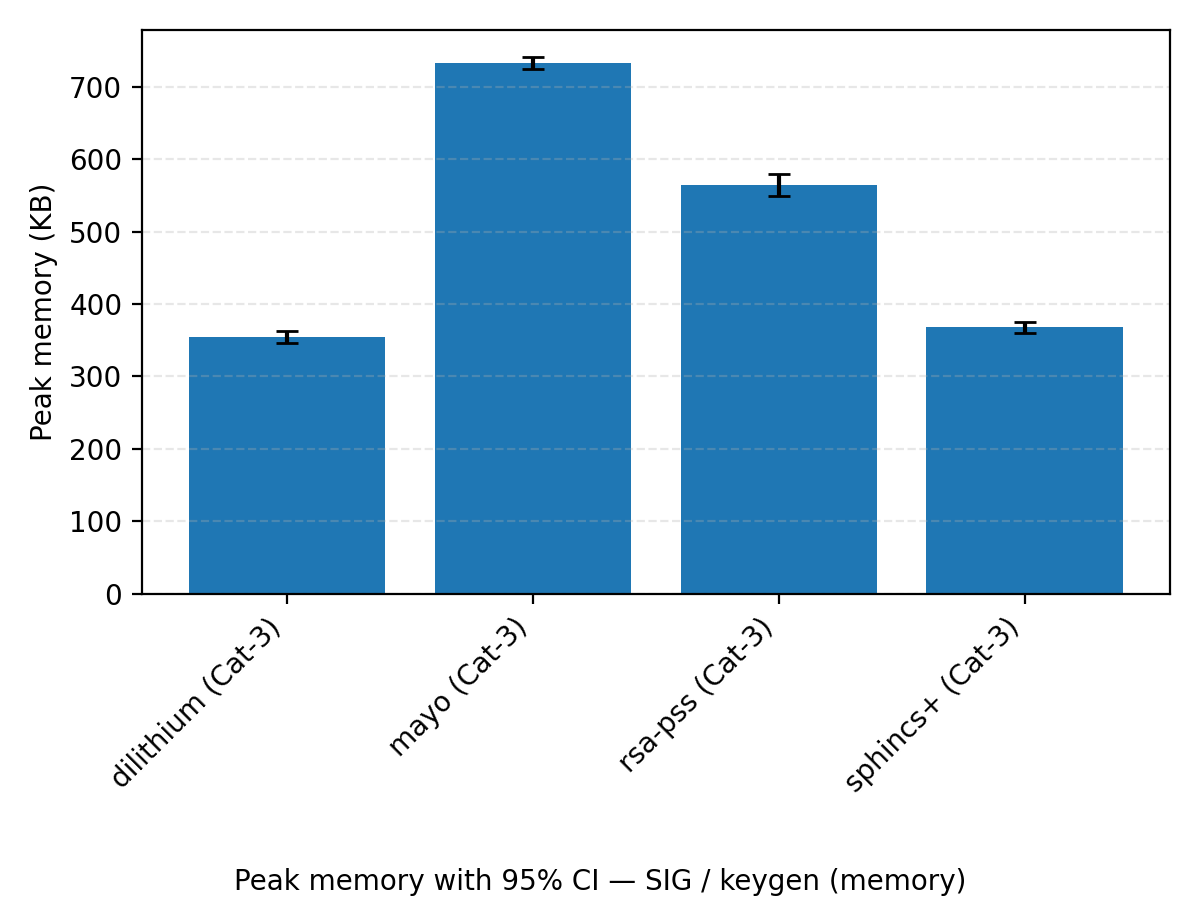 Peak memory (KB)
700
600
500
400
300
200
100
0
dilithium (Cat-3)
mayo (Cat-3)
rsa-pss (Cat-3)
sphincs+ (Cat-3)
Peak memory with 95% CI — SIG / keygen (memory)